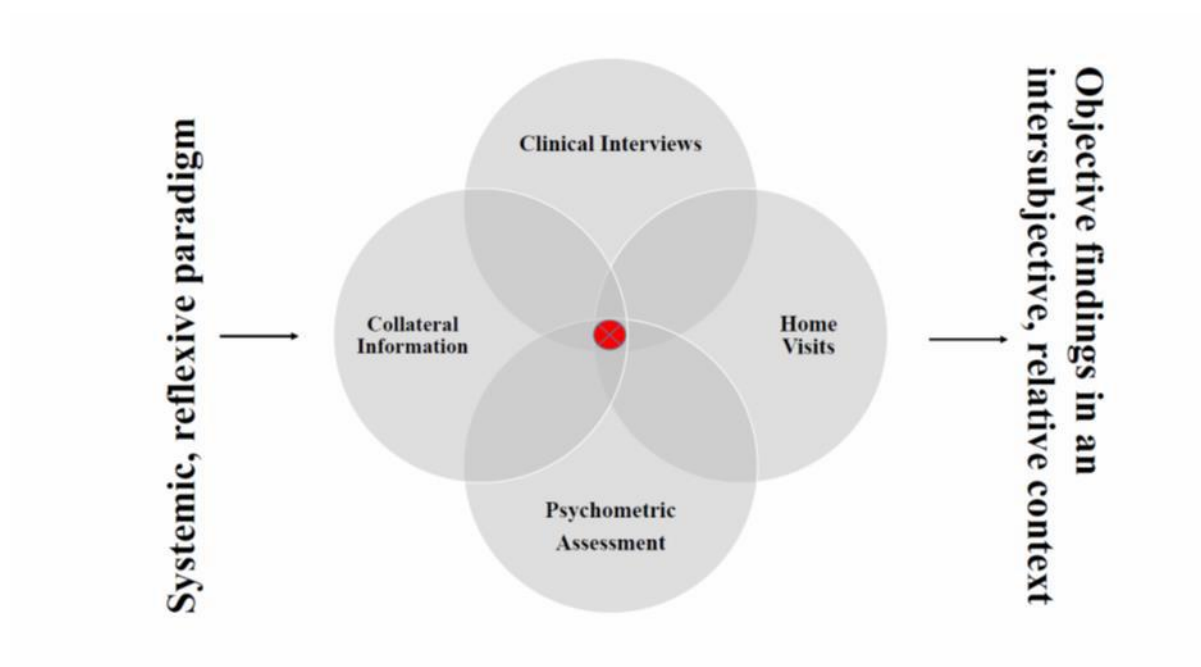 Systemic, reflexive paradigm
Clinical Interviews
Collateral
Information
Home
Visits
Psychometric
Assessment
Objective findings in an
intersubjective, relative context